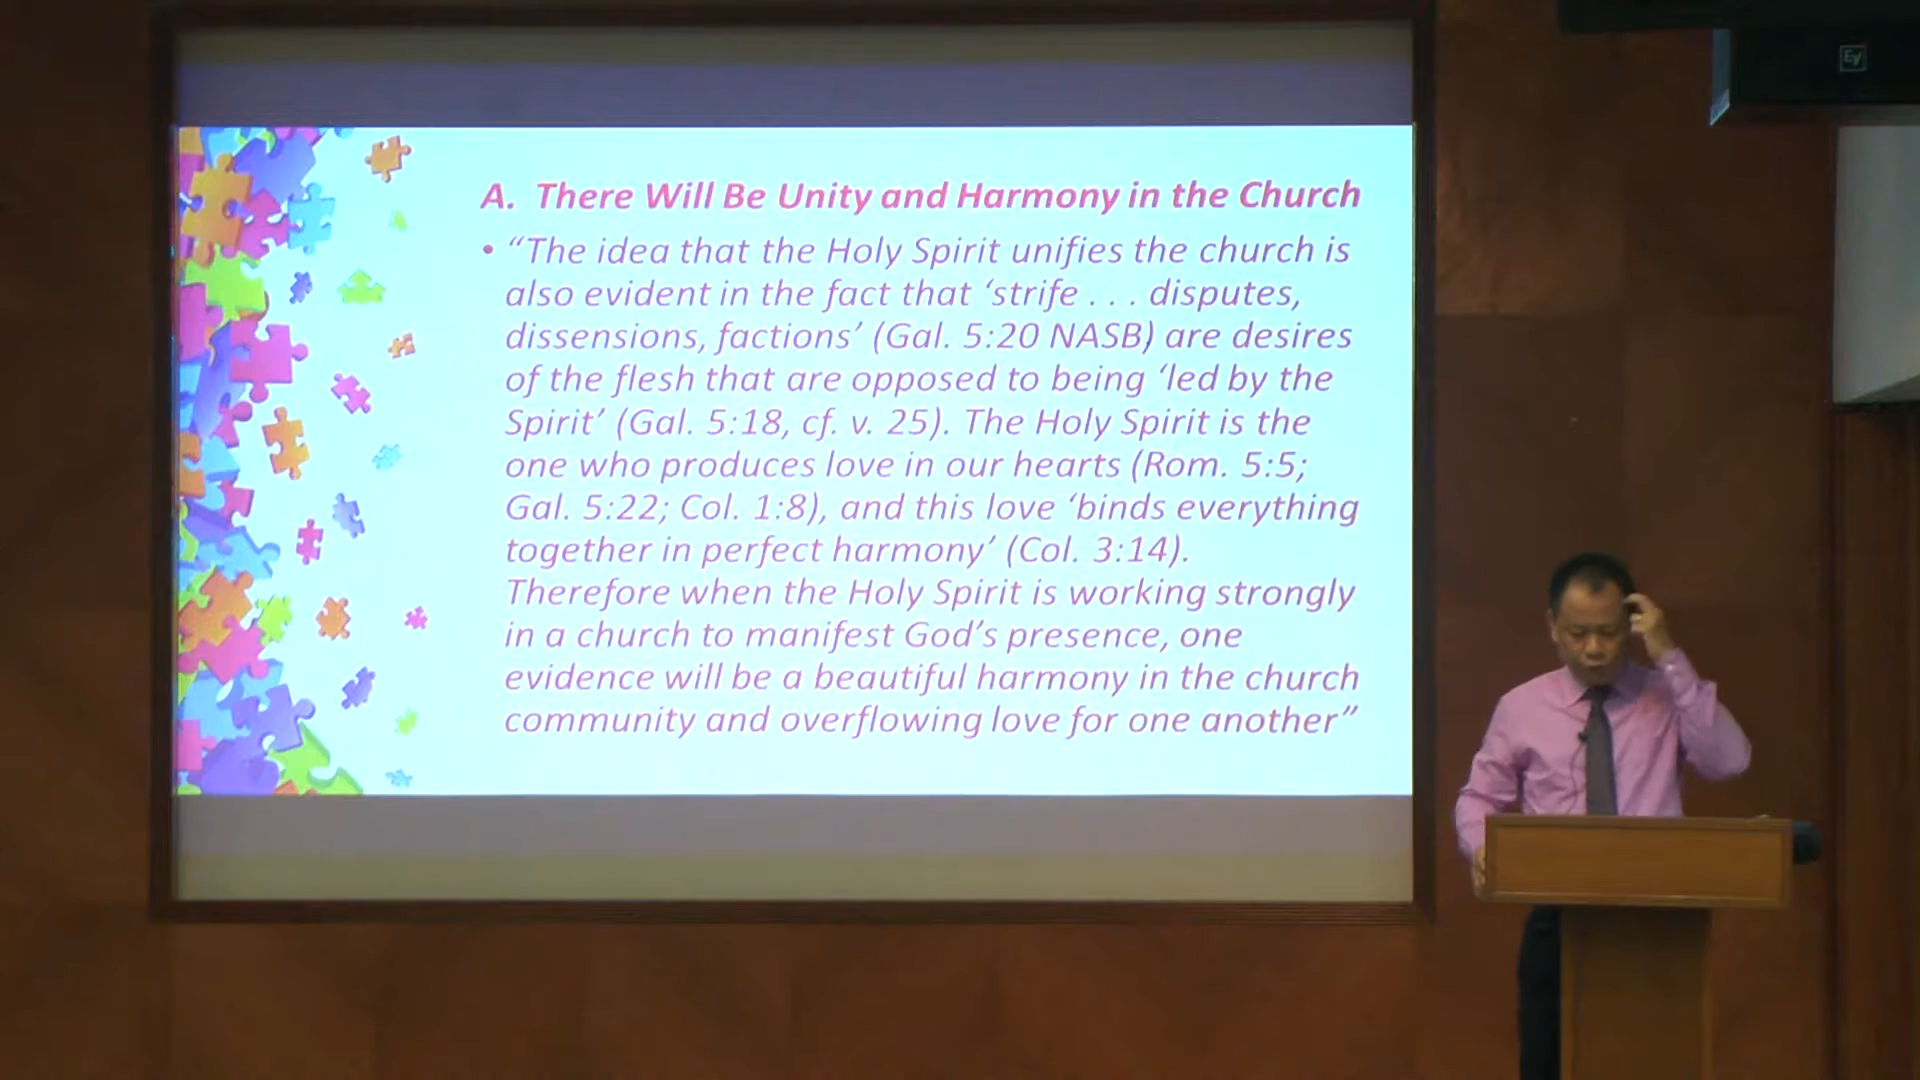 A. There Will Be Unity and Harmony in the Church
• “The idea that the Holy Spirit unifies the church is
also evident in the fact that ‘strife . . . disputes,
dissensions, factions’ (Gal. 5:20 NASB) are desires
of the flesh that are opposed to being ‘led by the
Spirit’ (Gal. 5:18, cf. v. 25). The Holy Spirit is the
one who produces love in our hearts (Rom. 5:5;
Gal. 5:22; Col. 1:8), and this love ‘binds everything
together in perfect harmony’ (Col. 3:14).
Therefore when the Holy Spirit is working strongly
in a church to manifest God’s presence, one
evidence will be a beautiful harmony in the church
community and overflowing love for one another”
EV